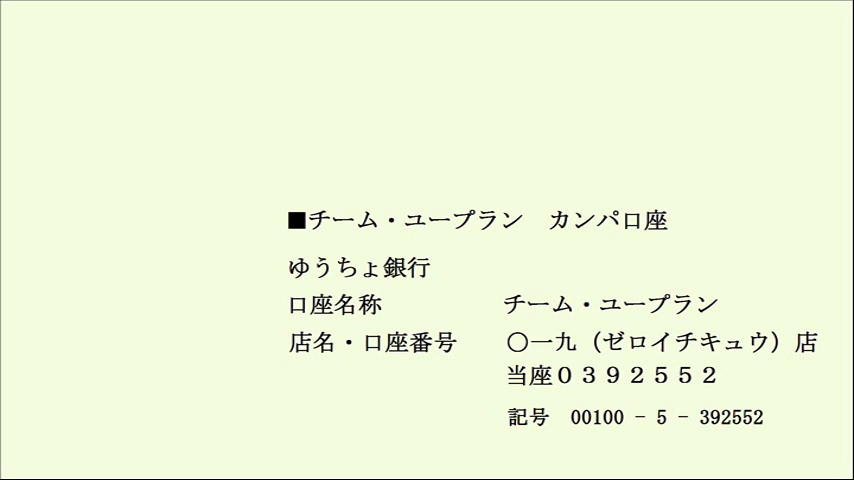 ■チーム・ユープラン　カンパ口座
ゆうちょ銀行
口座名称　チーム・ユープラン
店名・口座番号　〇一九（ゼロイチキュウ）店
当座０３９２５５２
記号　00100 － 5 － 392552